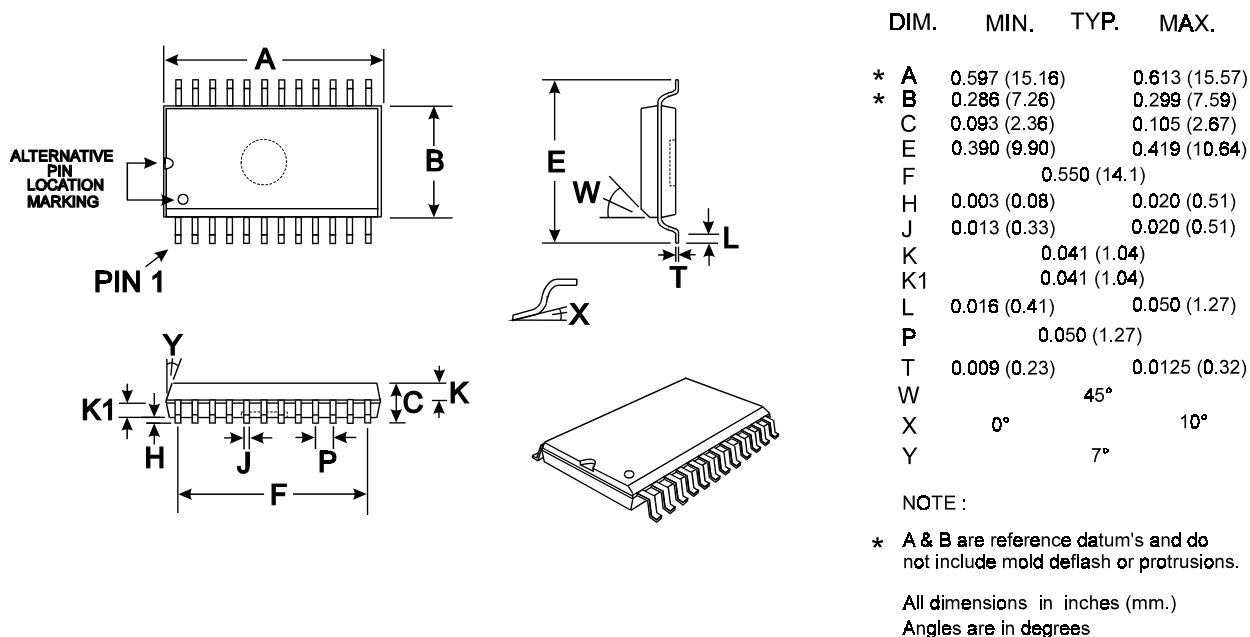 A
B
ALTERNATIVE
PIN
LOCATION
MARKING
PIN 1
E
W
L
T
X
Y
K1
H
J
P
F
C
K
DIM. MIN. TYP. MAX.
* A 0.597 (15.16) 0.613 (15.57)
* B 0.286 (7.26) 0.299 (7.59)
C 0.093 (2.36) 0.105 (2.67)
E 0.390 (9.90) 0.419 (10.64)
F 0.550 (14.1)
H 0.003 (0.08) 0.020 (0.51)
J 0.013 (0.33) 0.020 (0.51)
K 0.041 (1.04)
K1 0.041 (1.04)
L 0.016 (0.41) 0.050 (1.27)
P 0.050 (1.27)
T 0.009 (0.23) 0.0125 (0.32)
W 45°
X 0° 10°
Y 7°
NOTE :
* A & B are reference datum's and do
not include mold deflash or protrusions.
All dimensions in inches (mm.)
Angles are in degrees